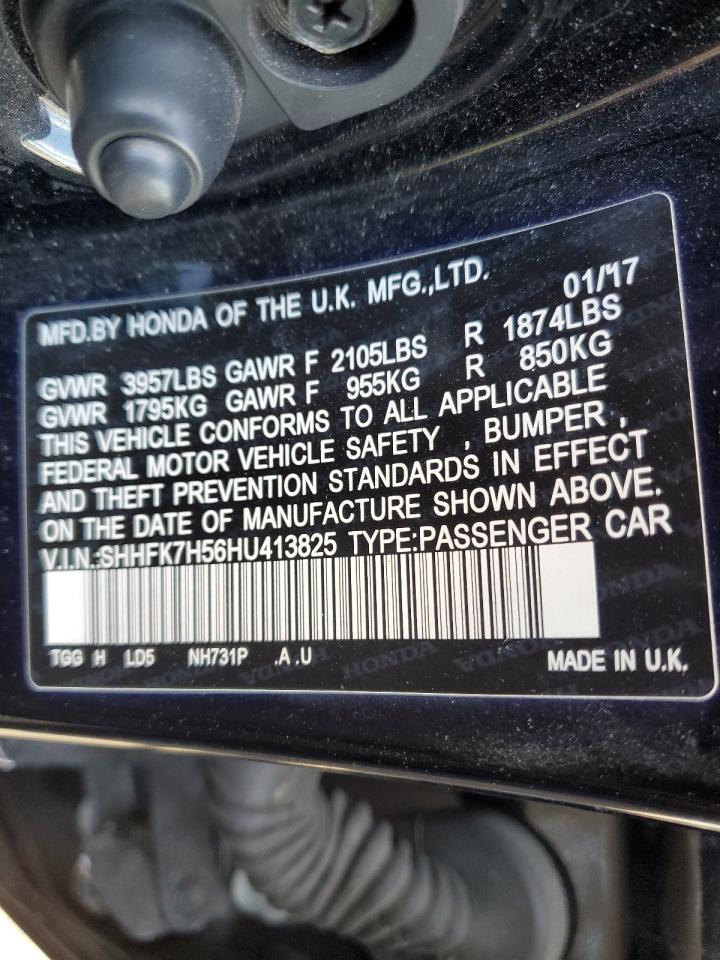 MFD.BY HONDA OF THE U.K. MFG.,LTD. 01/'17
GVWR 3957LBS GAWR F 2105LBS R 1874LBS
GVWR 1795KG GAWR F 955KG R 850KG
THIS VEHICLE CONFORMS TO ALL APPLICABLE
FEDERAL MOTOR VEHICLE SAFETY , BUMPER ,
AND THEFT PREVENTION STANDARDS IN EFFECT
ON THE DATE OF MANUFACTURE SHOWN ABOVE.
V.I.N.:SHHFK7H56HU413825 TYPE:PASSENGER CAR
TGG H LD5 NH731P .A .U MADE IN U.K.